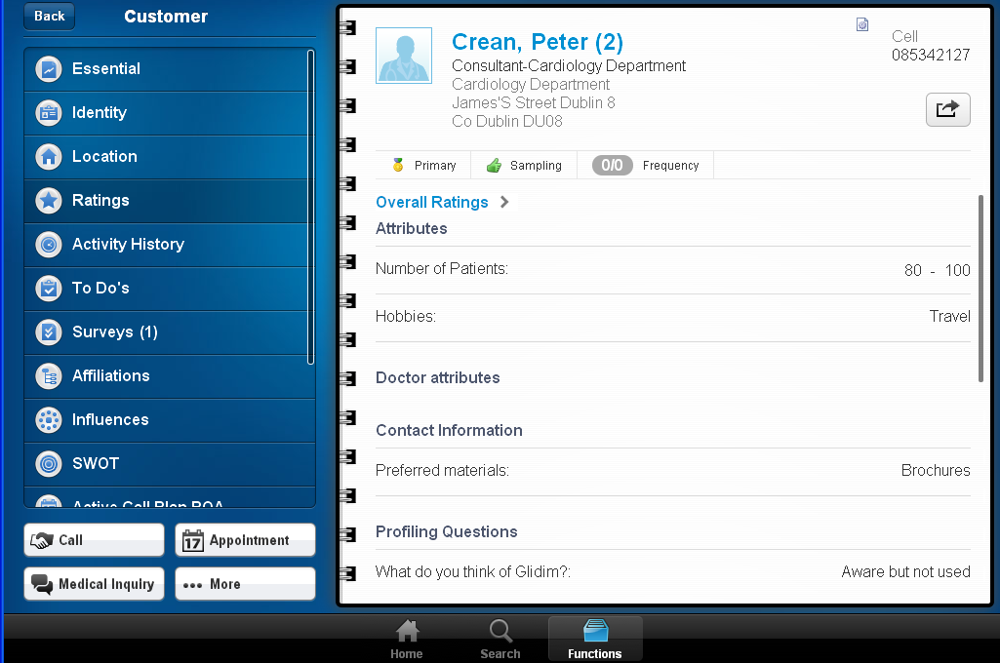 Back
Customer
Essential
Identity
Location
Ratings
Activity History
To Do's
Surveys (1)
Affiliations
Influences
SWOT
Active Call Plan POA
Call
17 Appointment
Medical Inquiry
More
Crean, Peter (2)
Consultant-Cardiology Department
Cardiology Department
James'S Street Dublin 8
Co Dublin DU08
Cell
085342127
Primary
Sampling
0/0 Frequency
Overall Ratings
Attributes
Number of Patients: 80 - 100
Hobbies: Travel
Doctor attributes
Contact Information
Preferred materials: Brochures
Profiling Questions
What do you think of Glidim?: Aware but not used
Home
Search
Functions